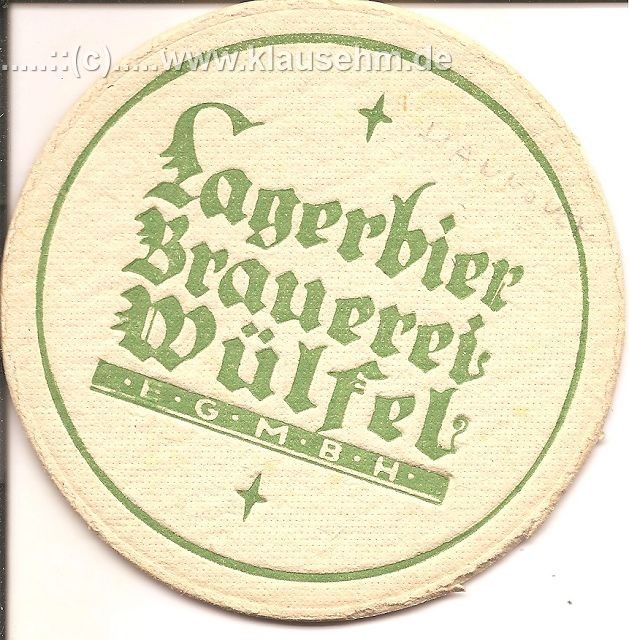 .....::(c).....www.klausehm.de
Lagerbier
Brauerei
Wülfel
·E·G·M·B·H·